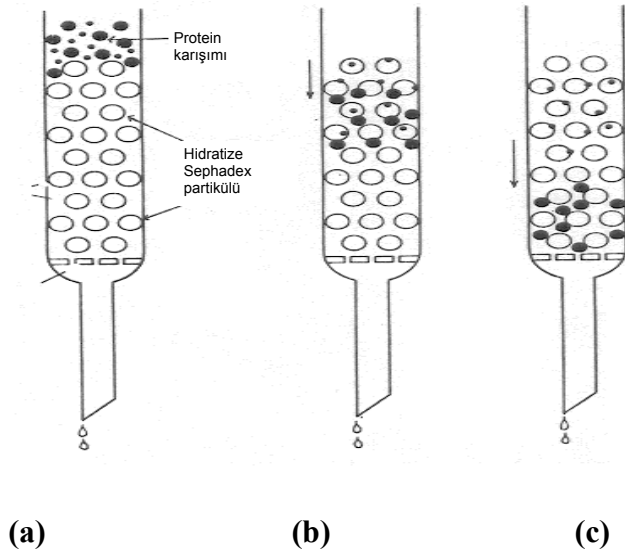 Protein
karışımı
Hidratize
Sephadex
partikülü
(a)
(b)
(c)